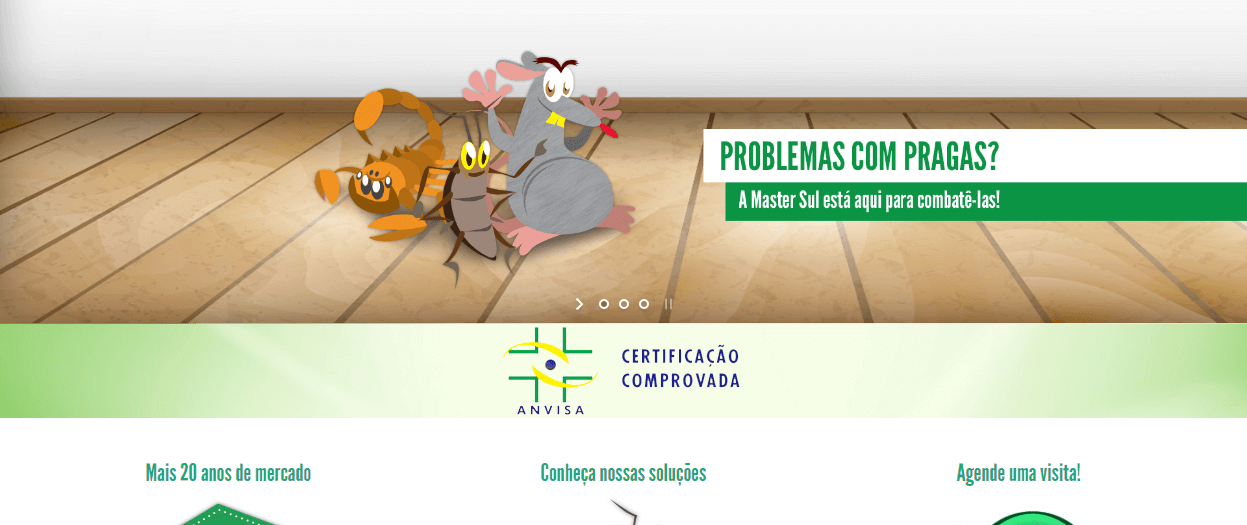 PROBLEMAS COM PRAGAS?
A Master Sul está aqui para combatê-las!
CERTIFICAÇÃO
COMPROVADA
ANVISA
Mais 20 anos de mercado
Conheça nossas soluções
Agende uma visita!